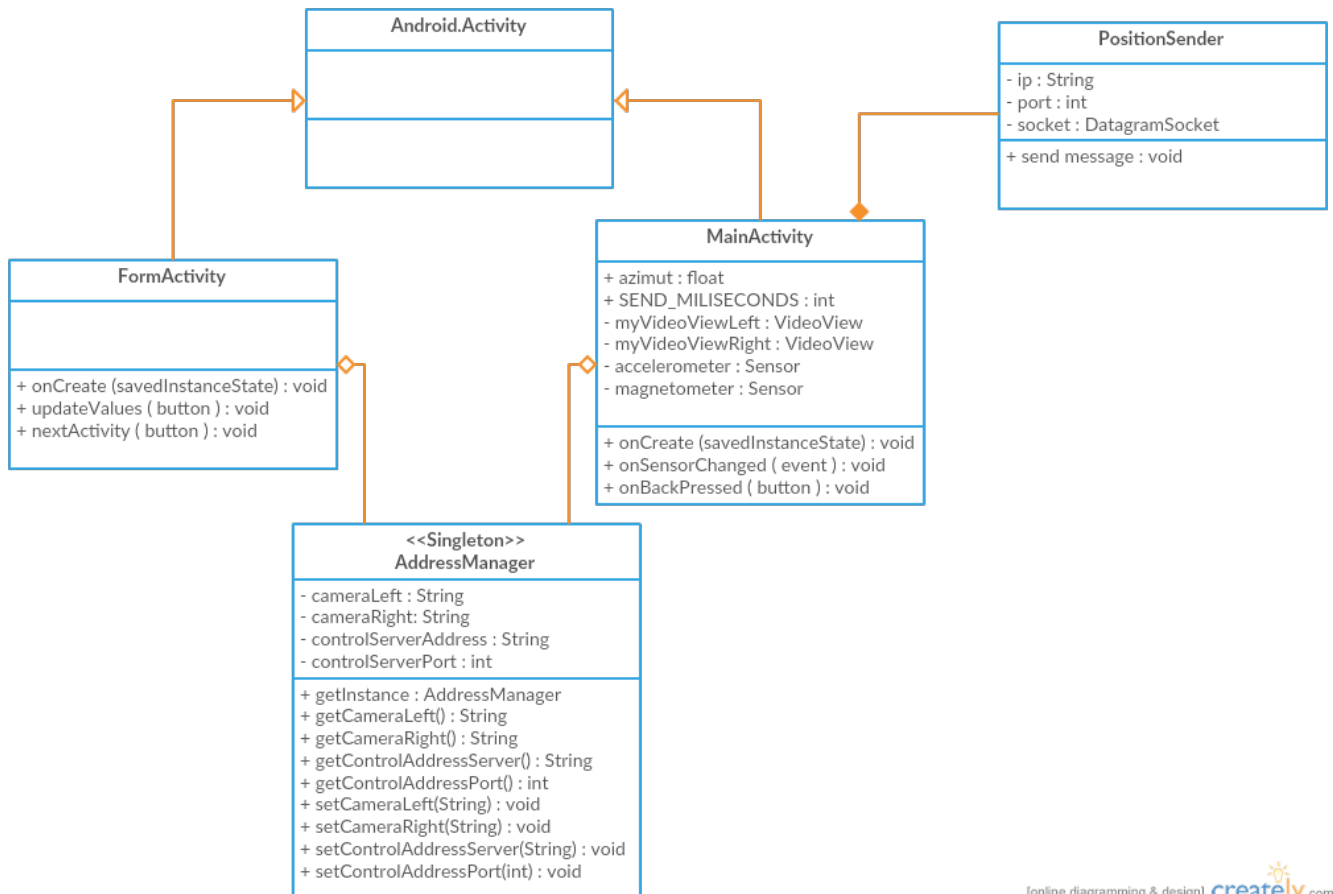 Android.Activity
PositionSender
- ip : String
- port : int
- socket : DatagramSocket
+ send message : void
MainActivity
+ azimut : float
+ SEND_MILISECONDS : int
- myVideoViewLeft : VideoView
- myVideoViewRight : VideoView
- accelerometer : Sensor
- magnetometer : Sensor
+ onCreate (savedInstanceState) : void
+ onSensorChanged ( event ) : void
+ onBackPressed ( button ) : void
FormActivity
+ onCreate (savedInstanceState) : void
+ updateValues ( button ) : void
+ nextActivity ( button ) : void
<<Singleton>>
AddressManager
- cameraLeft : String
- cameraRight: String
- controlServerAddress : String
- controlServerPort : int
+ getInstance : AddressManager
+ getCameraLeft() : String
+ getCameraRight() : String
+ getControlAddressServer() : String
+ getControlAddressPort() : int
+ setCameraLeft(String) : void
+ setCameraRight(String) : void
+ setControlAddressServer(String) : void
+ setControlAddressPort(int) : void
[online diagramming & design] creately.com